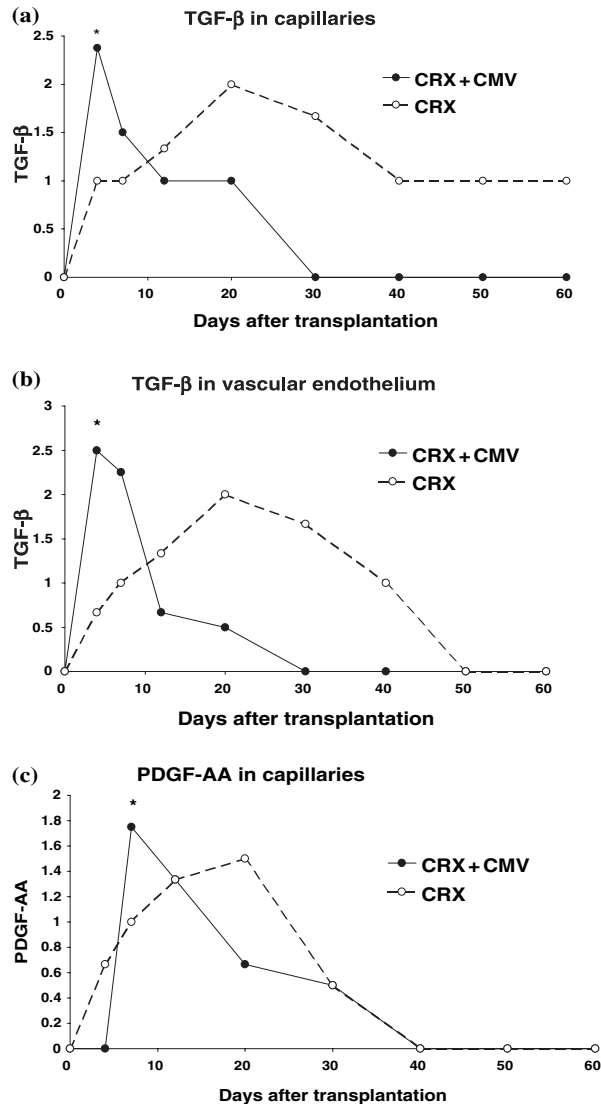 (a)
TGF-β in capillaries
2.5
*
2
1.5
1
0.5
0
TGF-β
CRX + CMV
CRX
0 10 20 30 40 50 60
Days after transplantation
(b)
TGF-β in vascular endothelium
3
*
2.5
2
1.5
1
0.5
0
TGF-β
CRX + CMV
CRX
0 10 20 30 40 50 60
Days after transplantation
(c)
PDGF-AA in capillaries
2
*
1.8
1.6
1.4
1.2
1
0.8
0.6
0.4
0.2
0
PDGF-AA
CRX + CMV
CRX
0 10 20 30 40 50 60
Days after transplantation